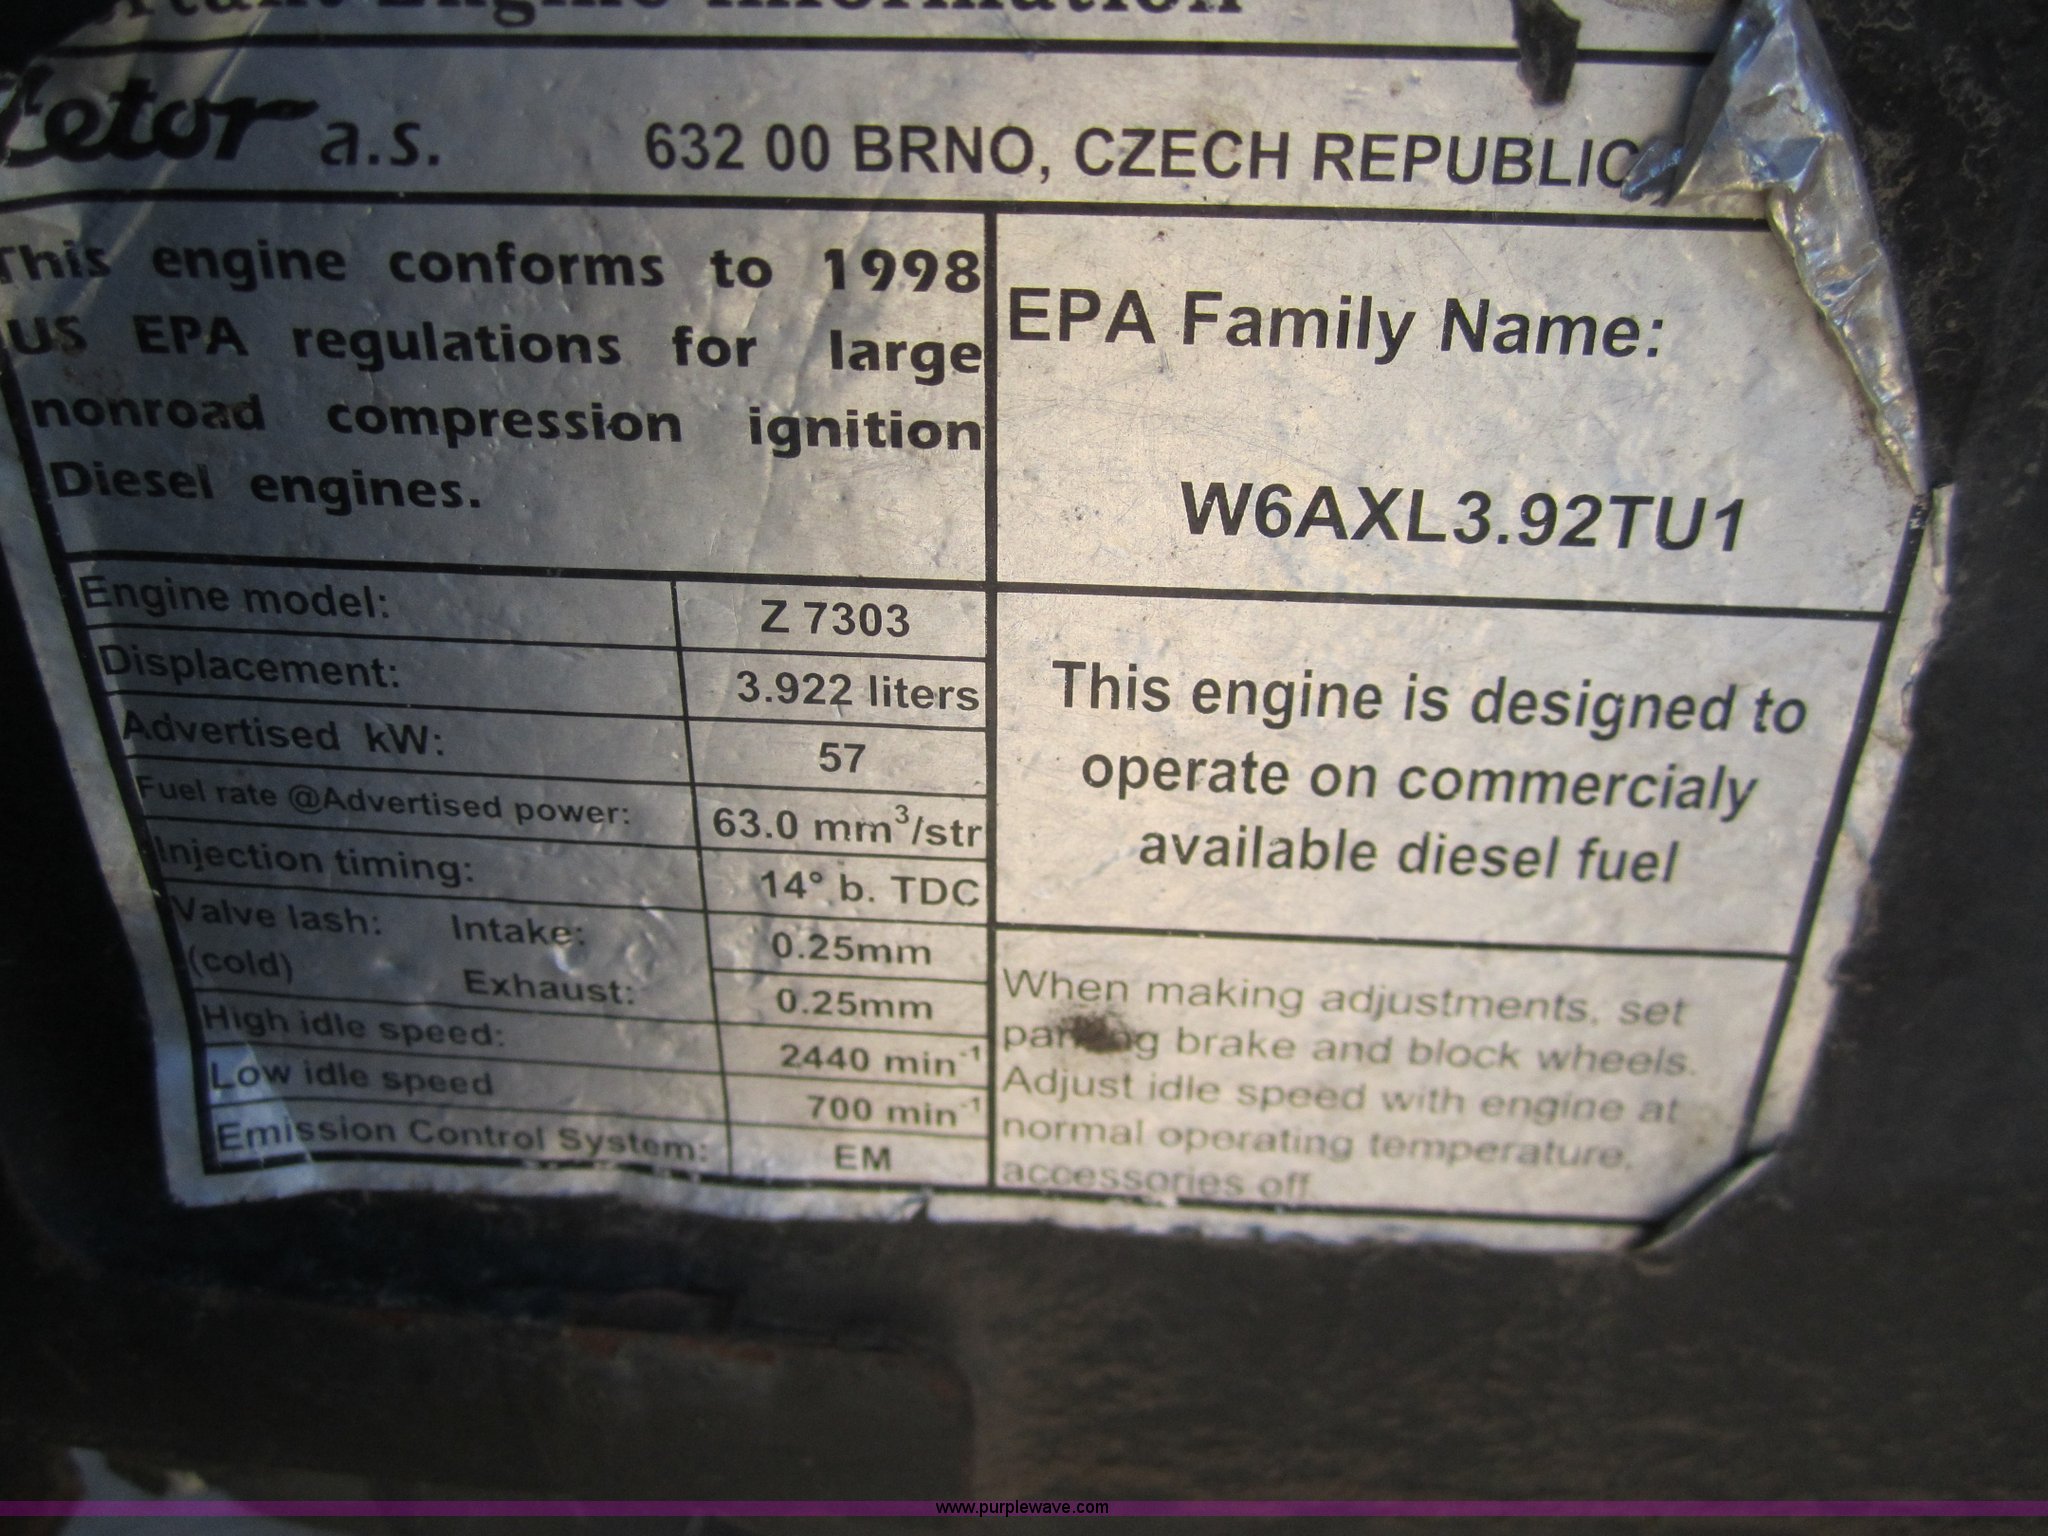 Engine Information
Zetor a.s. 632 00 BRNO, CZECH REPUBLIC
This engine conforms to 1998
US EPA regulations for large
nonroad compression ignition
Diesel engines.
EPA Family Name:
W6AXL3.92TU1
Engine model: Z 7303
Displacement: 3.922 liters
Advertised kW: 57
Fuel rate @Advertised power: 63.0 mm³/str
Injection timing: 14° b. TDC
Valve lash: Intake: 0.25mm
(cold) Exhaust: 0.25mm
High idle speed: 2440 min⁻¹
Low idle speed 700 min⁻¹
Emission Control System: EM
This engine is designed to
operate on commercialy
available diesel fuel
When making adjustments, set
parking brake and block wheels.
Adjust idle speed with engine at
normal operating temperature,
accessories off
www.purplewave.com